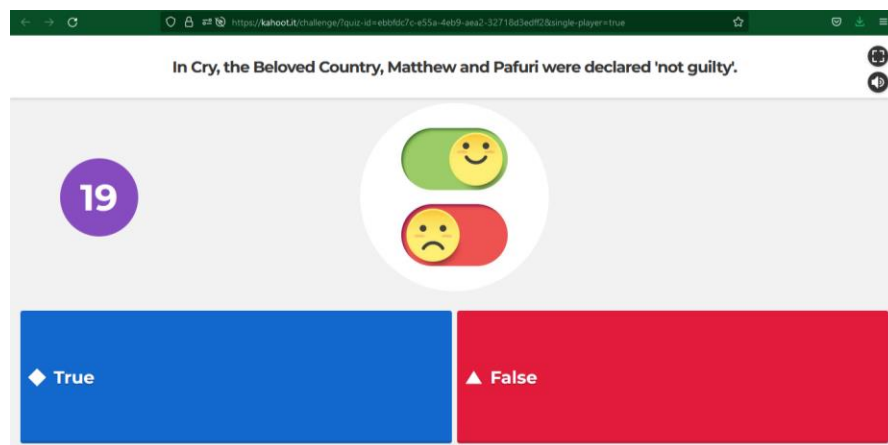 https://kahoot.it/challenge/?quiz-id=ebbfdc7c-e55a-4eb9-aea2-32718d3edff2&single-player=true
In Cry, the Beloved Country, Matthew and Pafuri were declared 'not guilty'.
19
True
False